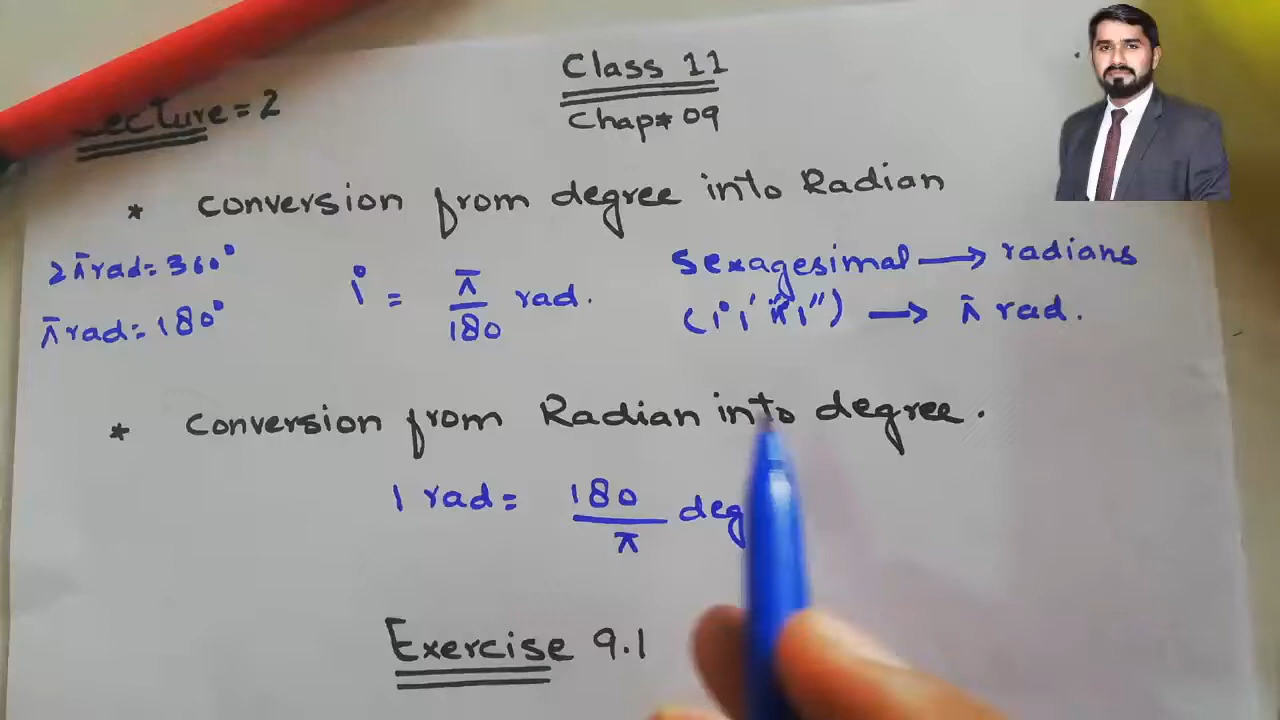 Class 11
Lecture = 2
Chap# 09
* Conversion from degree into Radian
2π rad = 360°
1° = π/180 rad.
Sexagesimal → radians
π rad = 180°
(1°, 1', 1'') → π rad.
* Conversion from Radian into degree.
1 rad = 180/π deg
Exercise 9.1